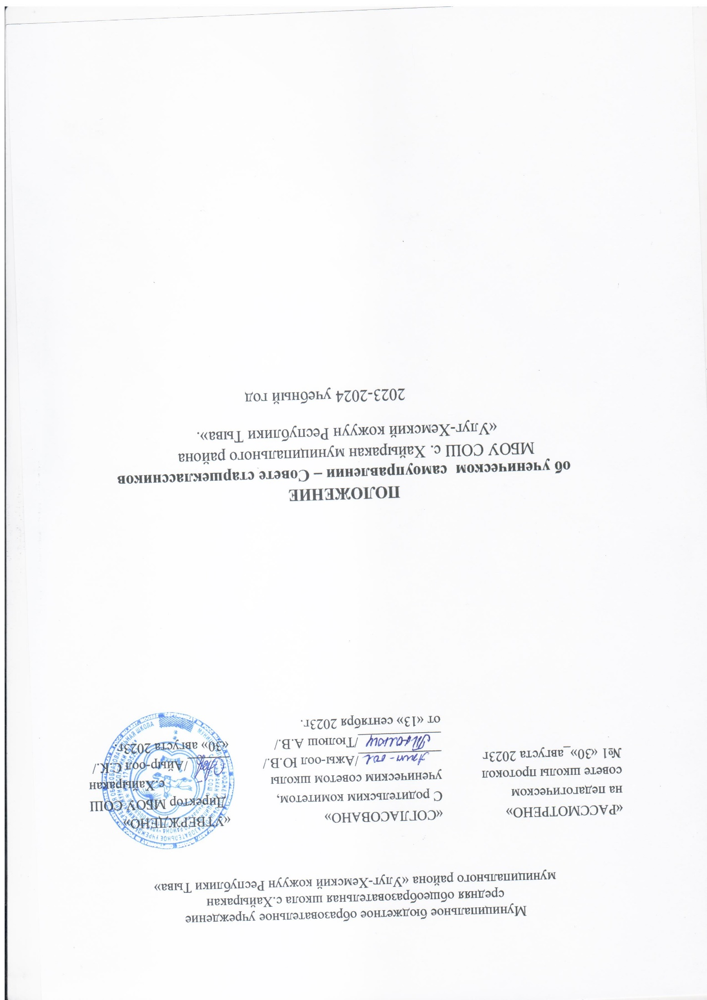 Муниципальное бюджетное образовательное учреждение
средняя общеобразовательная школа с.Хайыракан
муниципального района «Улуг-Хемский кожуун Республики Тыва»
«РАССМОТРЕНО»
на педагогическом
совете школы протокол
№1 «30»_августа 2023г
«СОГЛАСОВАНО»
С родительским комитетом,
ученическим советом школы
/Ажы-оол Ю.В./
Тюлюш /Тюлюш А.В./
от «13» сентября 2023г.
«УТВЕРЖДЕНО»
Директор МБОУ СОШ
с.Хайыракан
/Айыр-оол С.К./
«30» августа 2023г.
ПОЛОЖЕНИЕ
об ученическом самоуправлении – Совете старшеклассников
МБОУ СОШ с. Хайыракан муниципального района
«Улуг-Хемский кожуун Республики Тыва».
2023-2024 учебный год